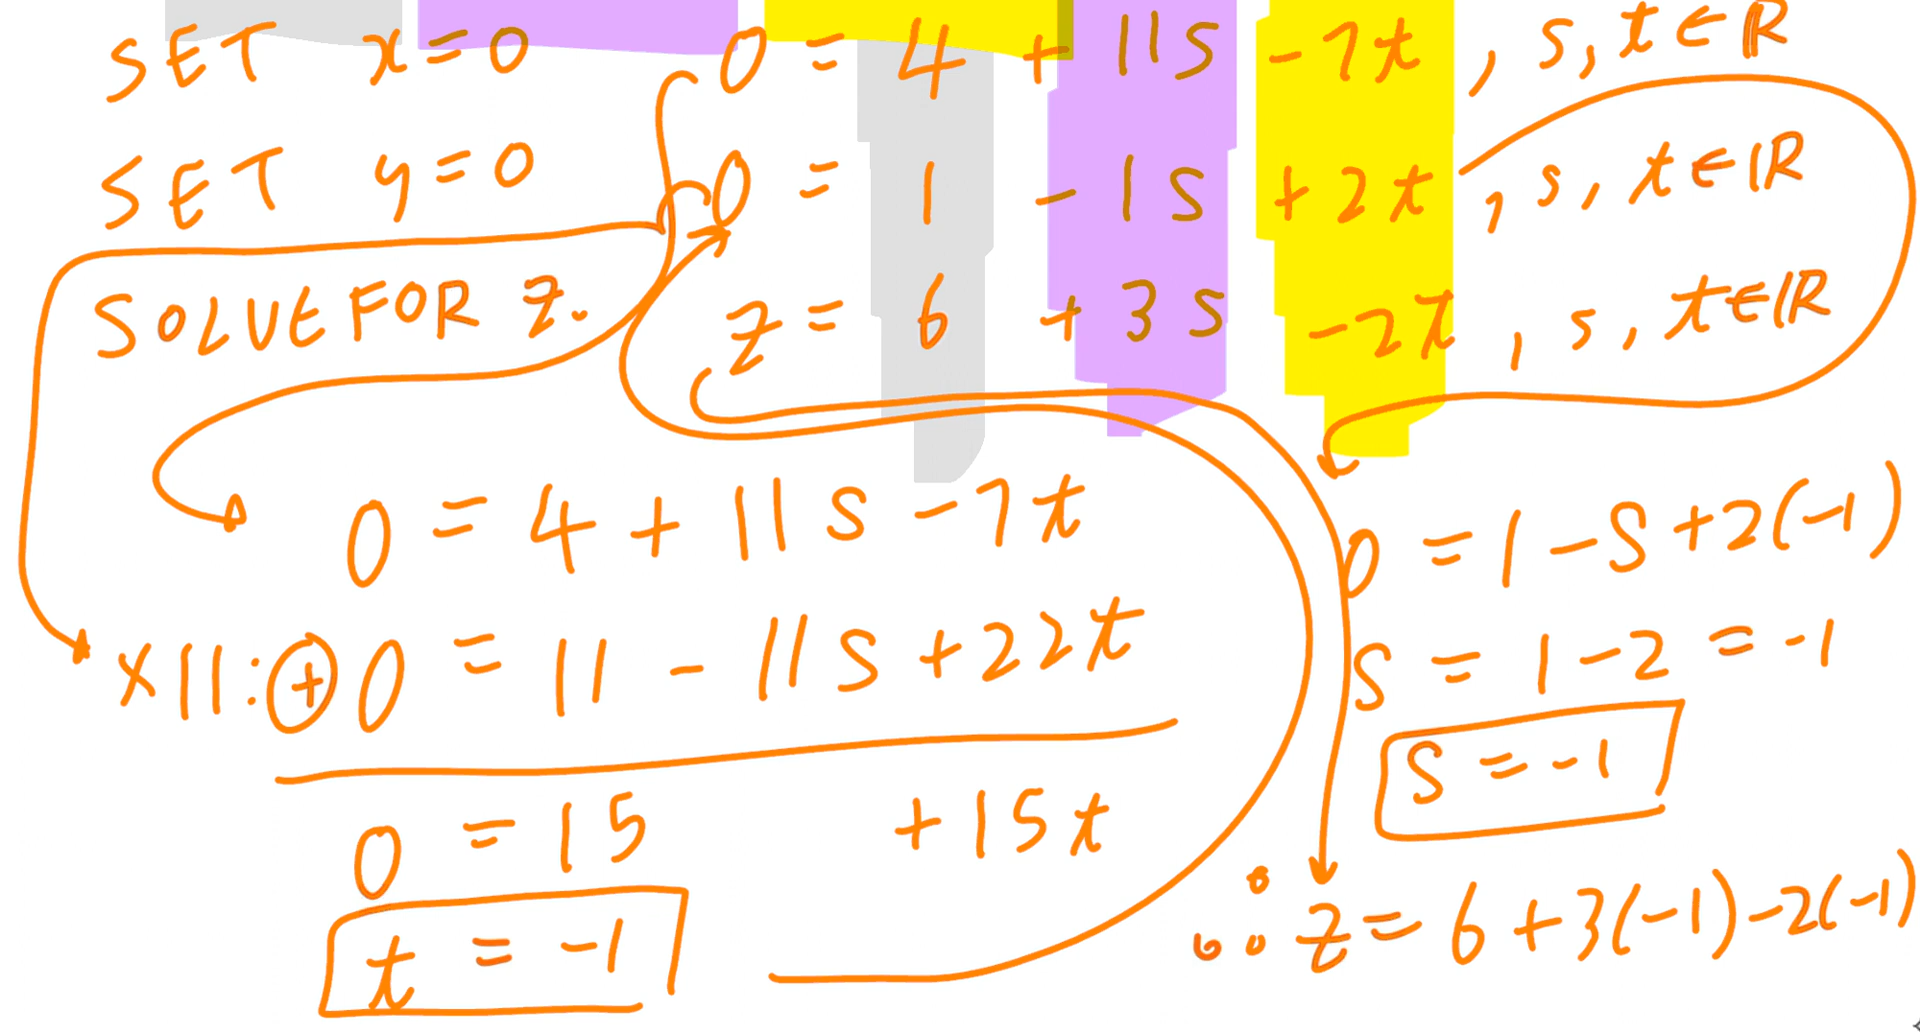 SET x=0 0 = 4 + 11s -7t , s, t∈ℝ
SET y=0 0 = 1 - 1s +2t , s, t∈ℝ
SOLVE FOR z. z = 6 + 3s -2t , s, t∈ℝ
0 = 4 + 11s -7t
x11: ⊕ 0 = 11 - 11s +22t
0 = 15 +15t
t = -1
0 = 1 - s +2(-1)
s = 1 - 2 = -1
s = -1
∴ z = 6 + 3(-1) -2(-1)